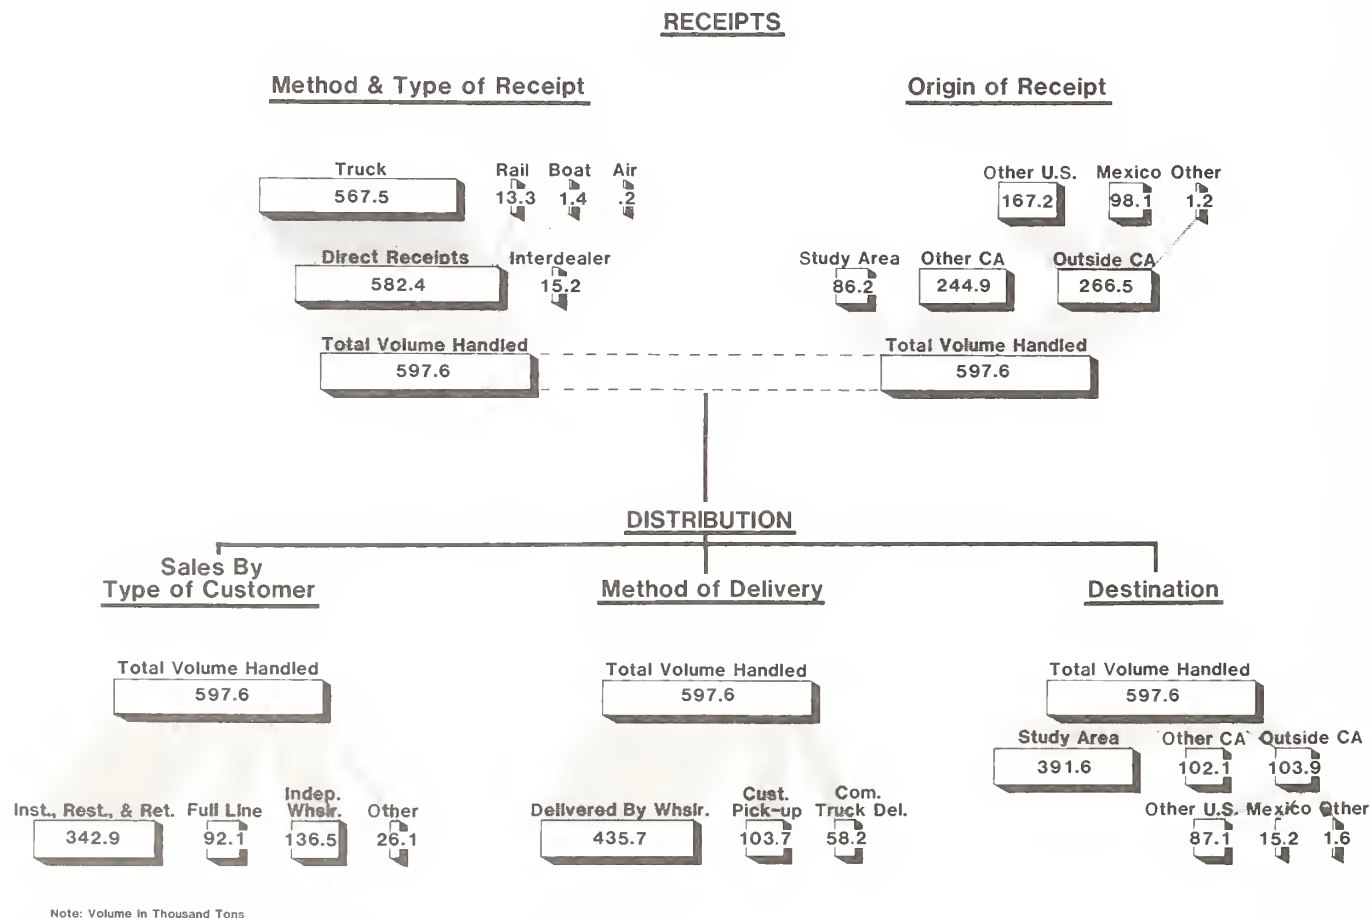 RECEIPTS
Method & Type of Receipt
Origin of Receipt
Truck Rail Boat Air
567.5 13.3 1.4 .2
Other U.S. Mexico Other
167.2 98.1 1.2
Direct Receipts Interdealer
582.4 15.2
Study Area Other CA Outside CA
86.2 244.9 266.5
Total Volume Handled
597.6
Total Volume Handled
597.6
DISTRIBUTION
Sales By
Type of Customer
Method of Delivery
Destination
Total Volume Handled
597.6
Total Volume Handled
597.6
Total Volume Handled
597.6
Study Area Other CA Outside CA
391.6 102.1 103.9
Inst., Rest., & Ret. Full Line Indep. Whslr. Other
342.9 92.1 136.5 26.1
Delivered By Whslr. Cust. Pick-up Com. Truck Del.
435.7 103.7 58.2
Other U.S. Mexico Other
87.1 15.2 1.6
Note: Volume in Thousand Tons